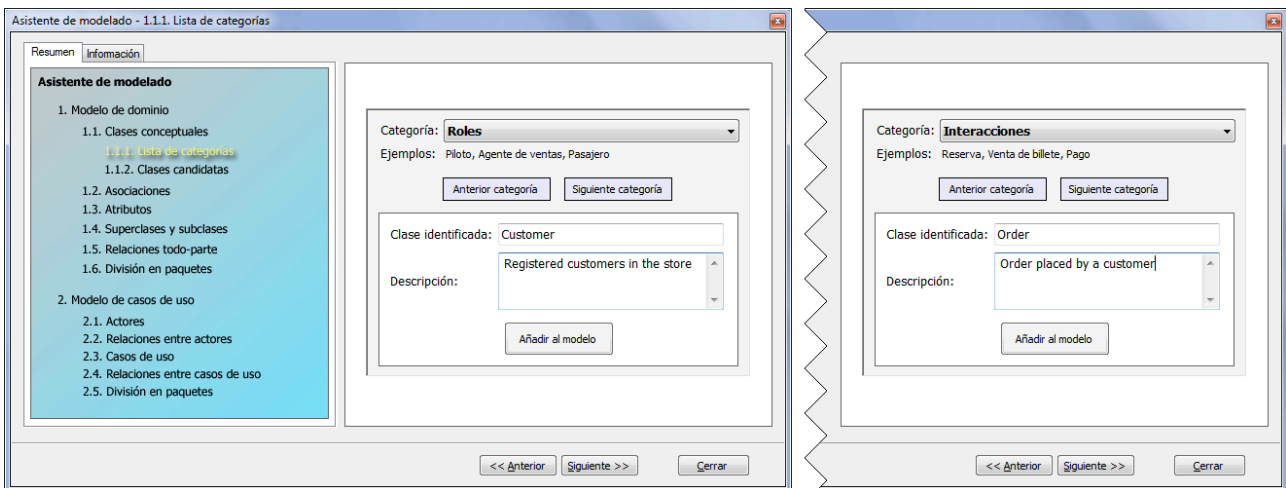 Asistente de modelado - 1.1.1. Lista de categorías
Resumen
Información
Asistente de modelado
1. Modelo de dominio
1.1. Clases conceptuales
1.1.1. Lista de categorías
1.1.2. Clases candidatas
1.2. Asociaciones
1.3. Atributos
1.4. Superclases y subclases
1.5. Relaciones todo-parte
1.6. División en paquetes
2. Modelo de casos de uso
2.1. Actores
2.2. Relaciones entre actores
2.3. Casos de uso
2.4. Relaciones entre casos de uso
2.5. División en paquetes
Categoría: Roles
Ejemplos: Piloto, Agente de ventas, Pasajero
Anterior categoría
Siguiente categoría
Clase identificada: Customer
Descripción: Registered customers in the store
Añadir al modelo
<< Anterior
Siguiente >>
Cerrar
Categoría: Interacciones
Ejemplos: Reserva, Venta de billete, Pago
Anterior categoría
Siguiente categoría
Clase identificada: Order
Descripción: Order placed by a customer
Añadir al modelo
<< Anterior
Siguiente >>
Cerrar